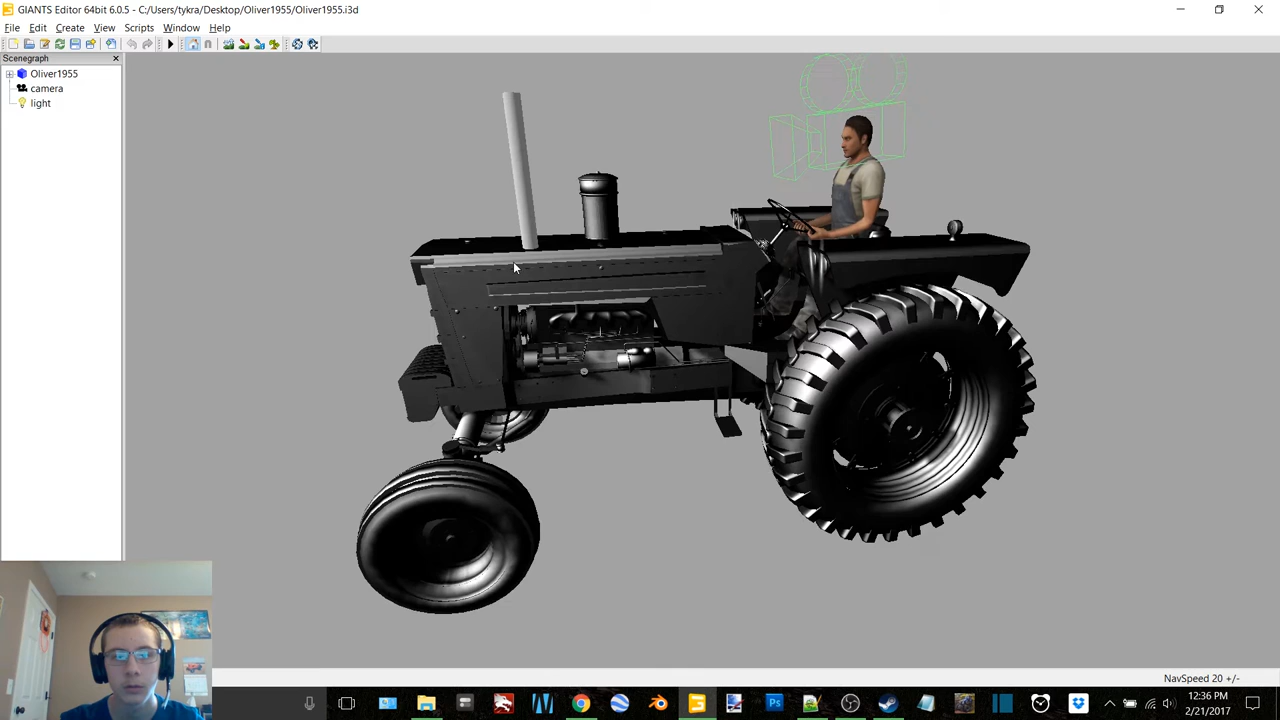 GIANTS Editor 64bit 6.0.5 - C:/Users/tykra/Desktop/Oliver1955/Oliver1955.i3d
File Edit Create View Scripts Window Help
Scenegraph
Oliver1955
camera
light
NavSpeed 20 +/-
12:36 PM
2/21/2017